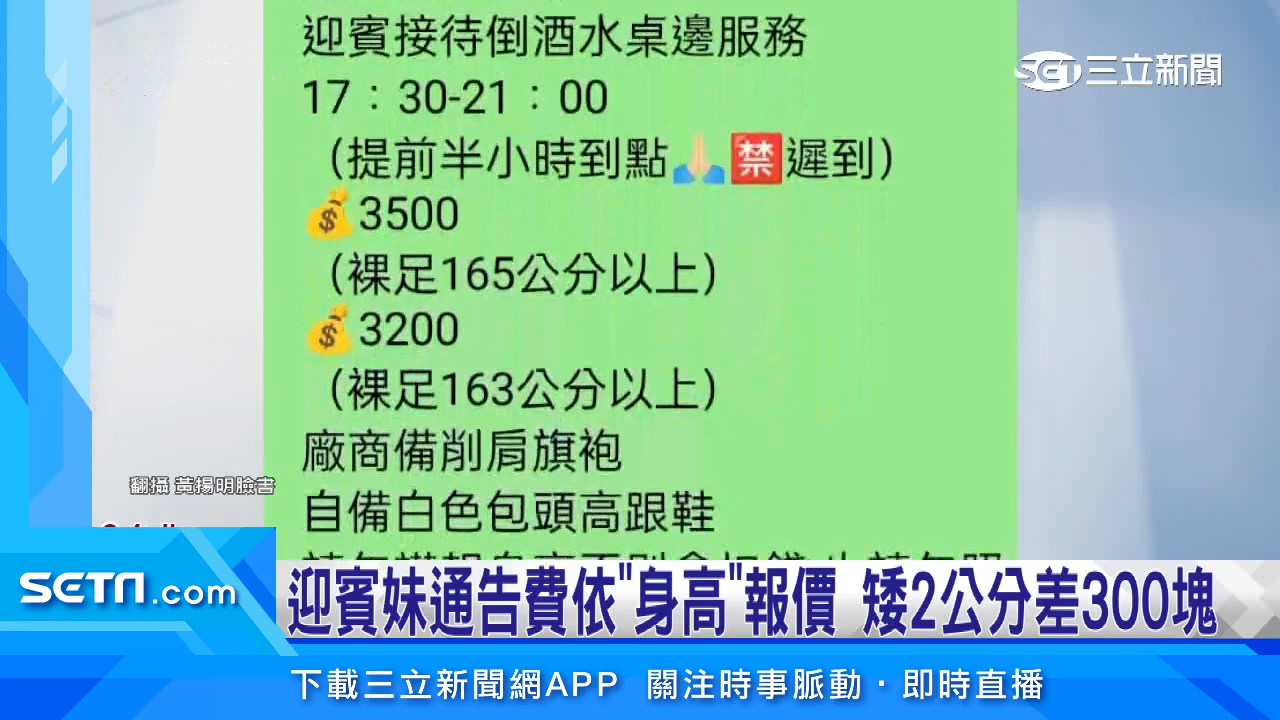 迎賓接待倒酒水桌邊服務
SET三立新聞
17：30-21：00
（提前半小時到點🙏🏻禁遲到）
💰3500
（裸足165公分以上）
💰3200
（裸足163公分以上）
廠商備削肩旗袍
翻攝 黃揚明臉書
自備白色包頭高跟鞋
SETN.com
迎賓妹通告費依"身高"報價 矮2公分差300塊
下載三立新聞網APP 關注時事脈動·即時直播